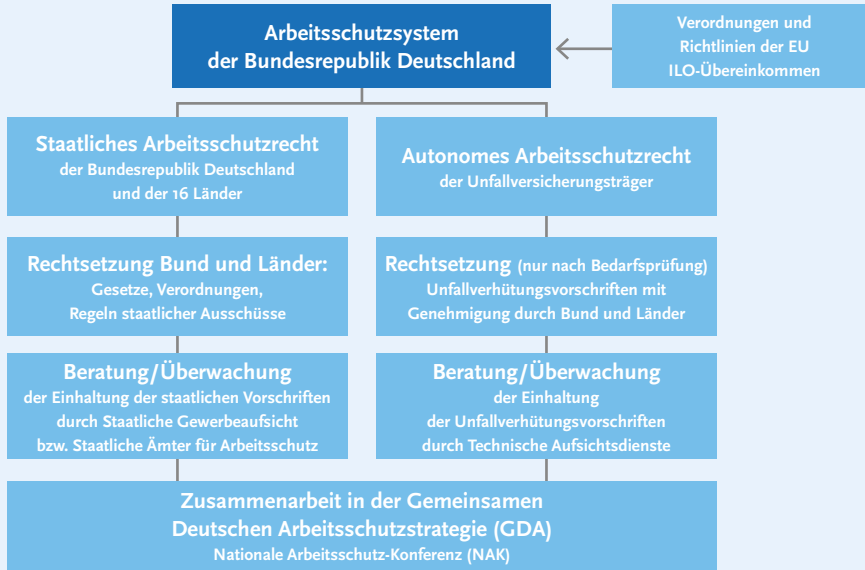 Arbeitsschutzsystem
der Bundesrepublik Deutschland
Verordnungen und
Richtlinien der EU
ILO-Übereinkommen
Staatliches Arbeitsschutzrecht
der Bundesrepublik Deutschland
und der 16 Länder
Autonomes Arbeitsschutzrecht
der Unfallversicherungsträger
Rechtsetzung Bund und Länder:
Gesetze, Verordnungen,
Regeln staatlicher Ausschüsse
Rechtsetzung (nur nach Bedarfsprüfung)
Unfallverhütungsvorschriften mit
Genehmigung durch Bund und Länder
Beratung/Überwachung
der Einhaltung der staatlichen Vorschriften
durch Staatliche Gewerbeaufsicht
bzw. Staatliche Ämter für Arbeitsschutz
Beratung/Überwachung
der Einhaltung
der Unfallverhütungsvorschriften
durch Technische Aufsichtsdienste
Zusammenarbeit in der Gemeinsamen
Deutschen Arbeitsschutzstrategie (GDA)
Nationale Arbeitsschutz-Konferenz (NAK)